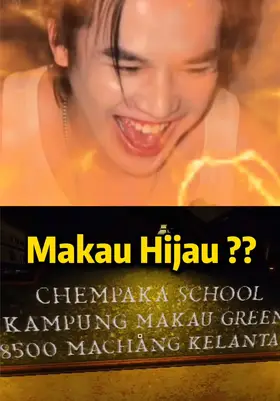 Makau Hijau ??
CHEMPAKA SCHOOL
KAMPUNG MAKAU GREEN
8500 MACHANG KELANTA